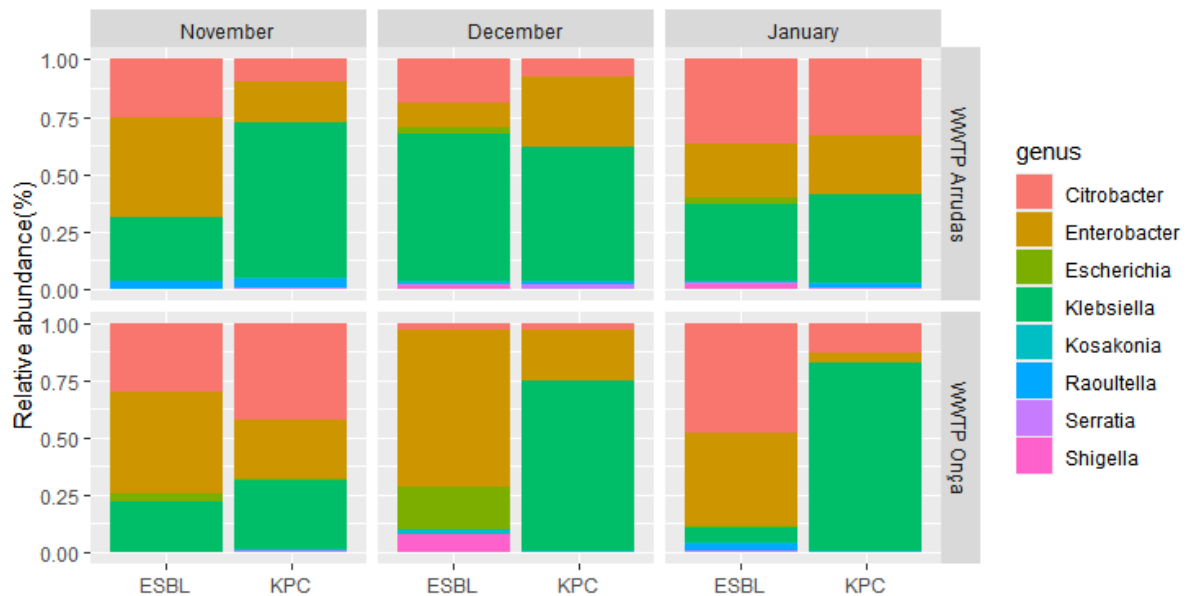 November December January
1.00
0.75
0.50
0.25
0.00
WWTP Arrudas
1.00
0.75
0.50
0.25
0.00
WWTP Onça
Relative abundance(%)
ESBL KPC ESBL KPC ESBL KPC
genus
Citrobacter
Enterobacter
Escherichia
Klebsiella
Kosakonia
Raoultella
Serratia
Shigella